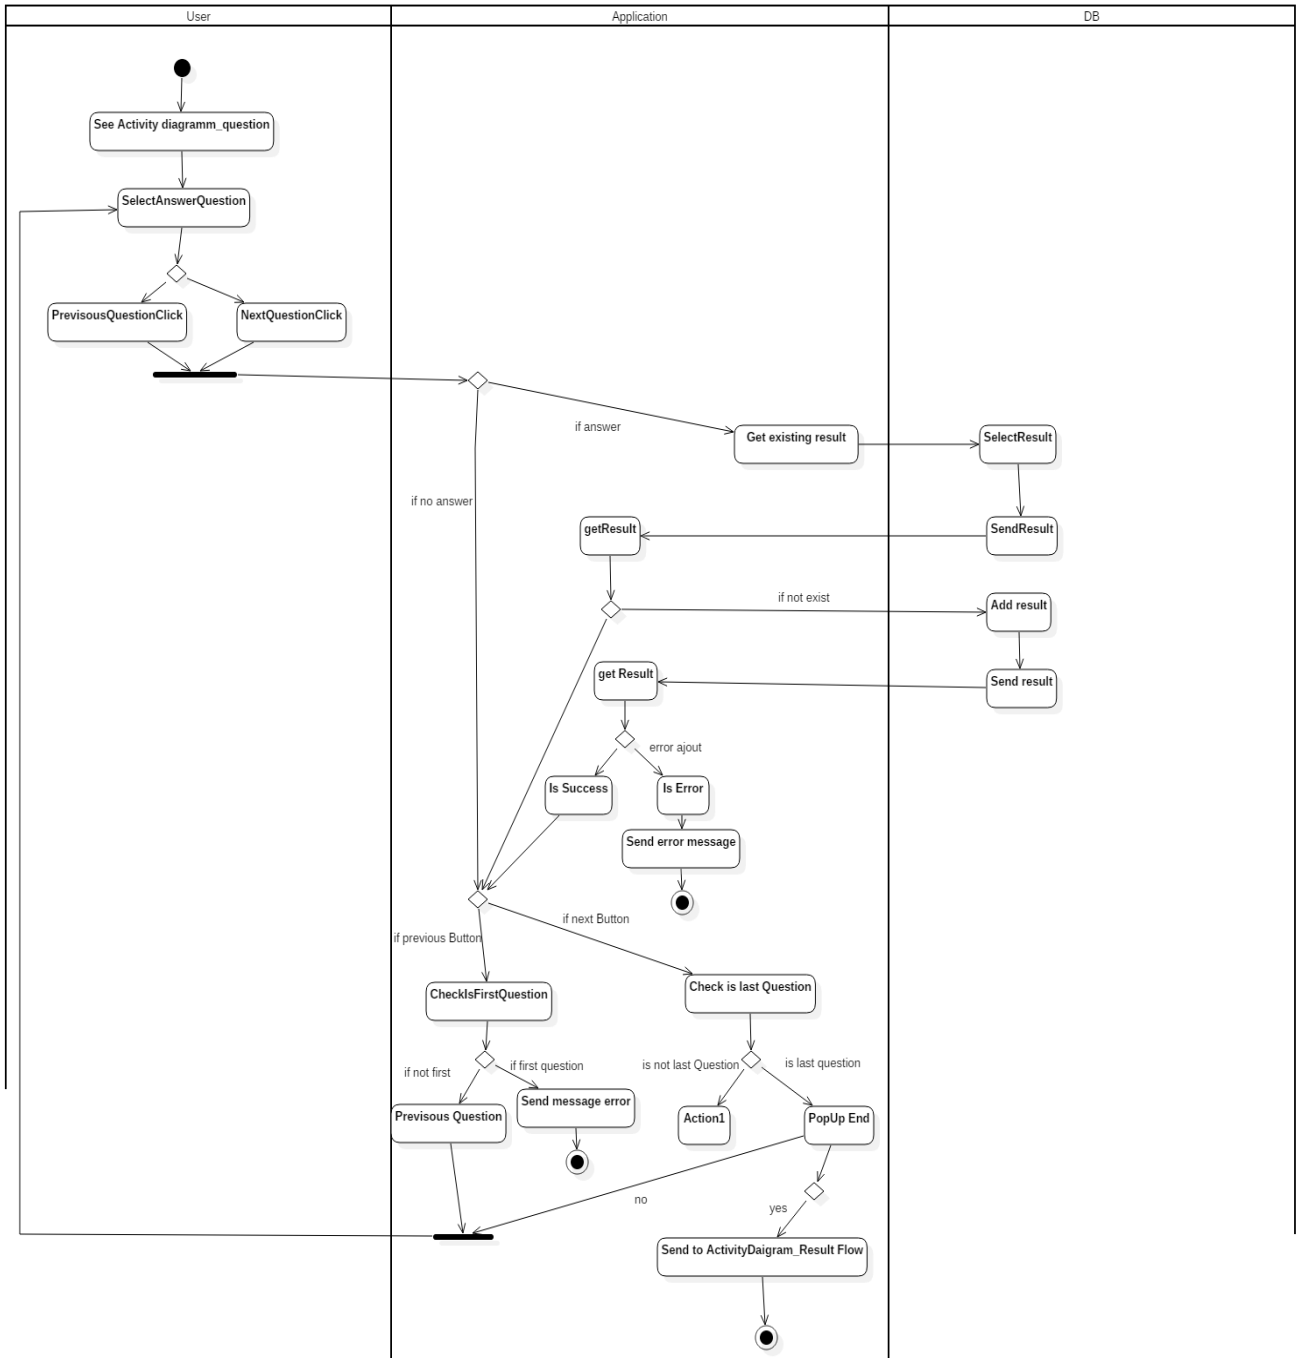 User
Application
DB
See Activity diagramm_question
SelectAnswerQuestion
PrevisousQuestionClick
NextQuestionClick
if answer
Get existing result
SelectResult
if no answer
getResult
SendResult
if not exist
Add result
get Result
Send result
error ajout
Is Success
Is Error
Send error message
if next Button
if previous Button
CheckIsFirstQuestion
Check is last Question
if not first
if first question
is not last Question
is last question
Previsous Question
Send message error
Action1
PopUp End
no
yes
Send to ActivityDaigram_Result Flow